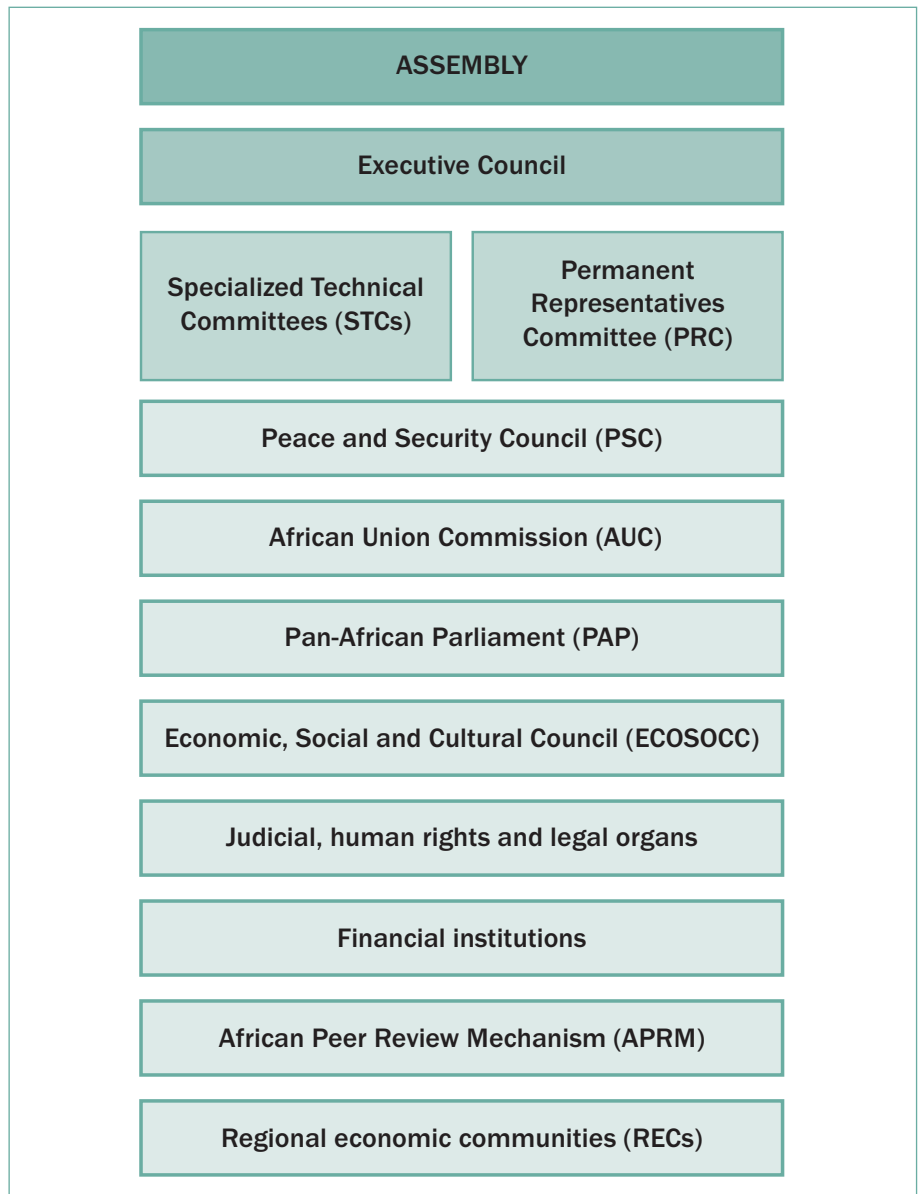 ASSEMBLY
Executive Council
Specialized Technical
Committees (STCs)
Permanent
Representatives
Committee (PRC)
Peace and Security Council (PSC)
African Union Commission (AUC)
Pan-African Parliament (PAP)
Economic, Social and Cultural Council (ECOSOCC)
Judicial, human rights and legal organs
Financial institutions
African Peer Review Mechanism (APRM)
Regional economic communities (RECs)